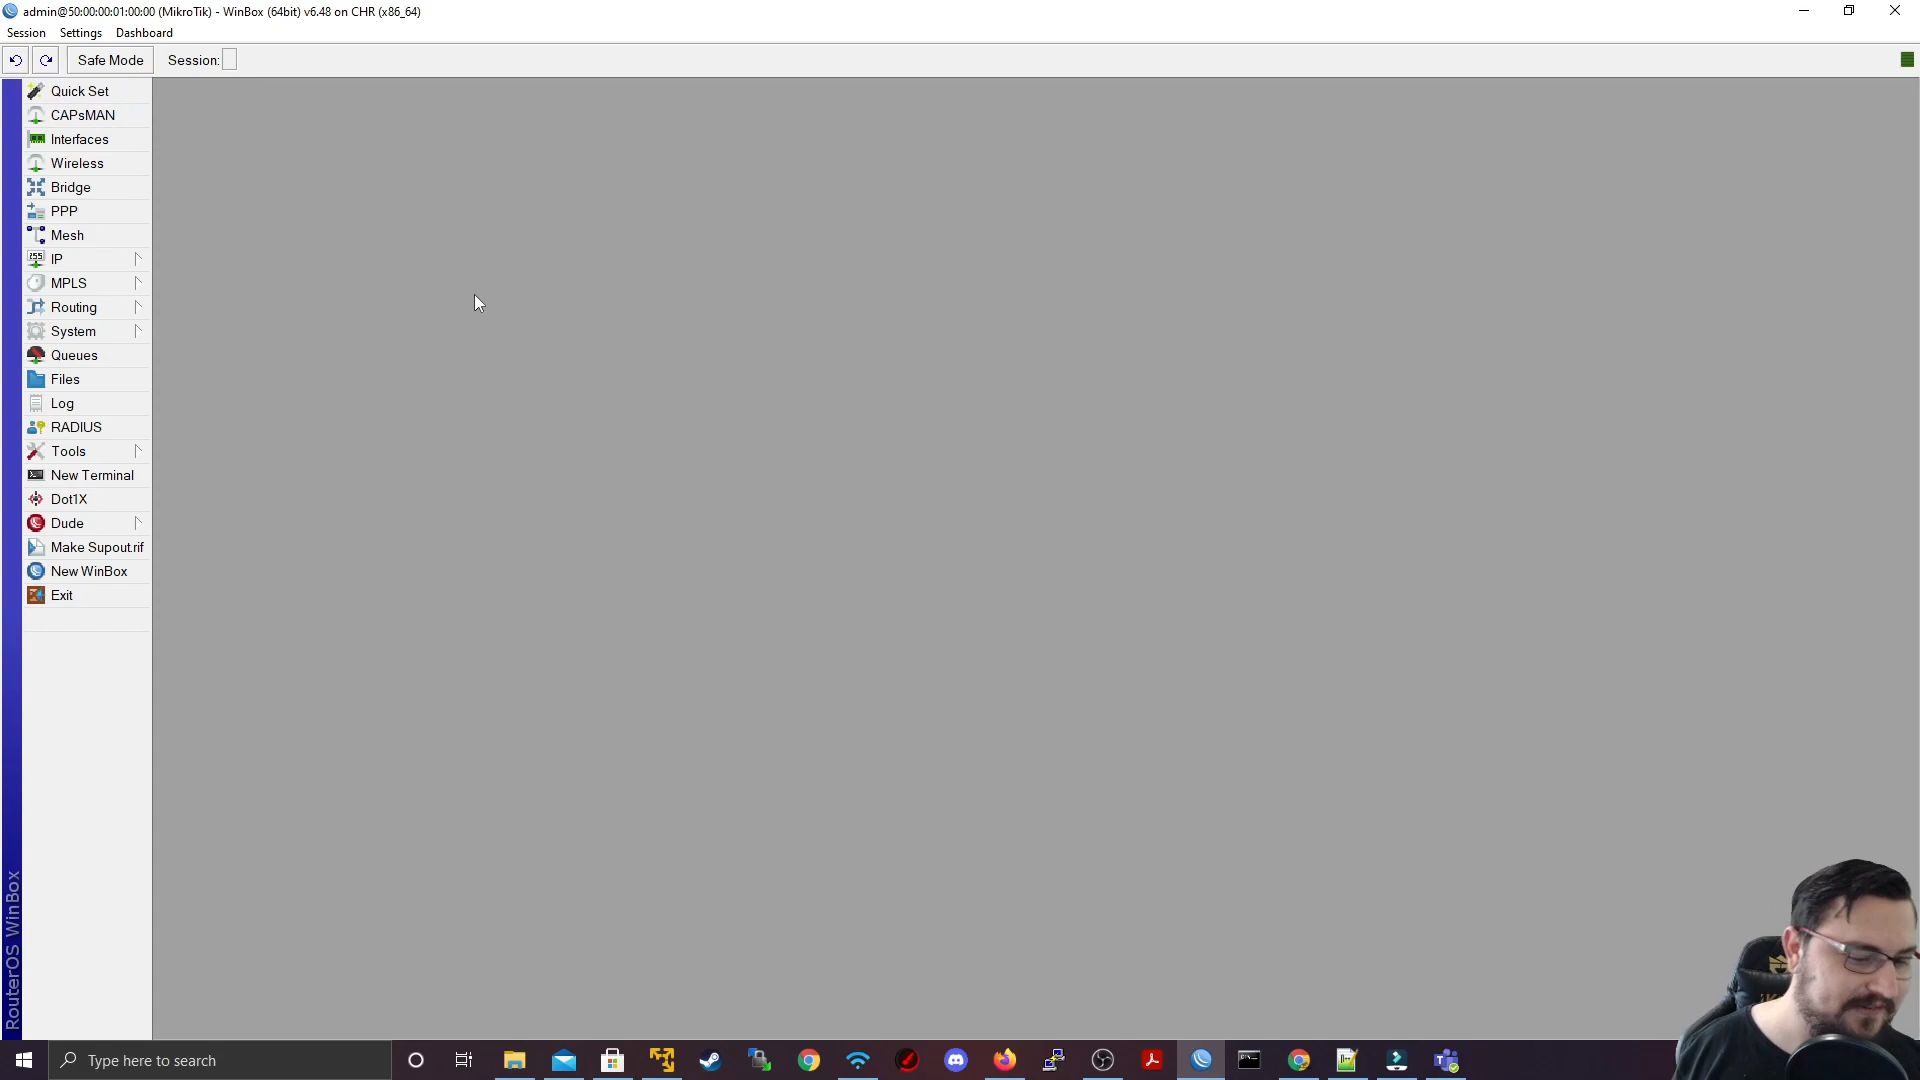 admin@50:00:00:01:00:00 (MikroTik) - WinBox (64bit) v6.48 on CHR (x86_64)
Session Settings Dashboard
Safe Mode Session:
Quick Set
CAPsMAN
Interfaces
Wireless
Bridge
PPP
Mesh
255 IP
MPLS
Routing
System
Queues
Files
Log
RADIUS
Tools
New Terminal
Dot1X
Dude
Make Supout.rif
New WinBox
Exit
RouterOS WinBox
Type here to search